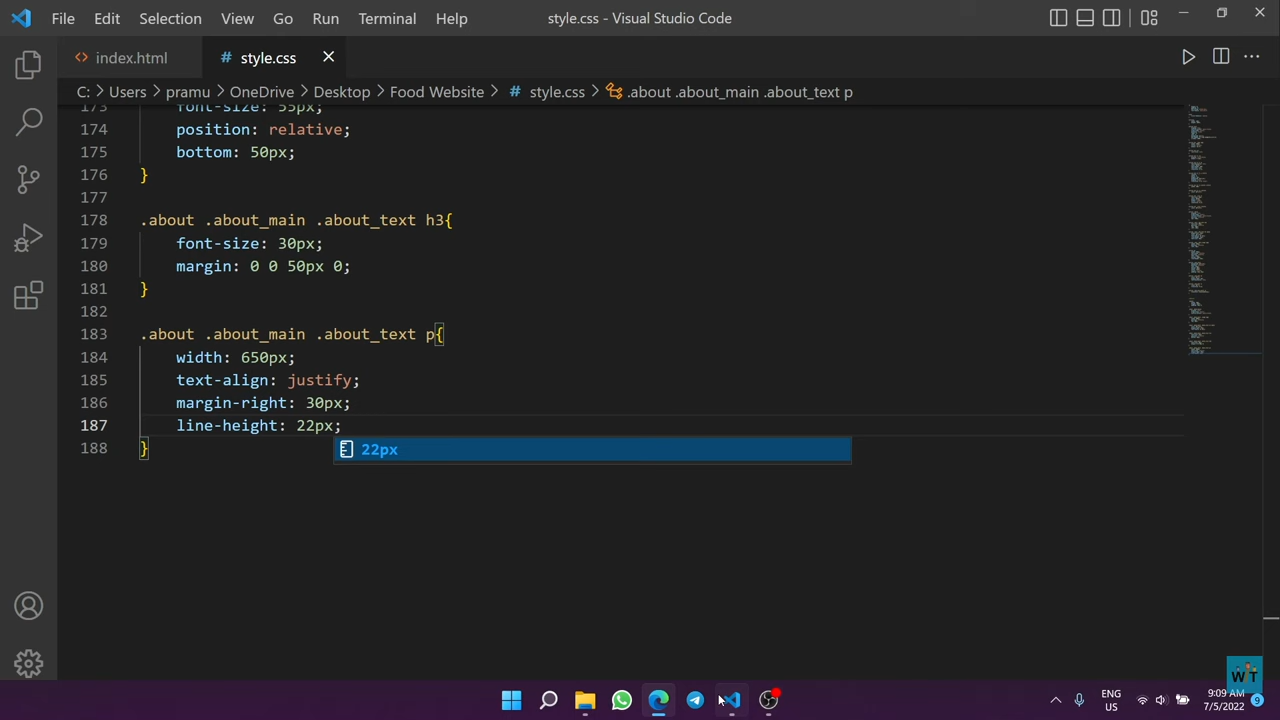 File Edit Selection View Go Run Terminal Help style.css - Visual Studio Code
index.html # style.css
C: > Users > pramu > OneDrive > Desktop > Food Website > # style.css > .about .about_main .about_text p
173 font-size: 55px;
174 position: relative;
175 bottom: 50px;
176 }
177
178 .about .about_main .about_text h3{
179 font-size: 30px;
180 margin: 0 0 50px 0;
181 }
182
183 .about .about_main .about_text p{
184 width: 650px;
185 text-align: justify;
186 margin-right: 30px;
187 line-height: 22px;
22px
188 }
WT
ENG
US
9:09 AM
7/5/2022
9